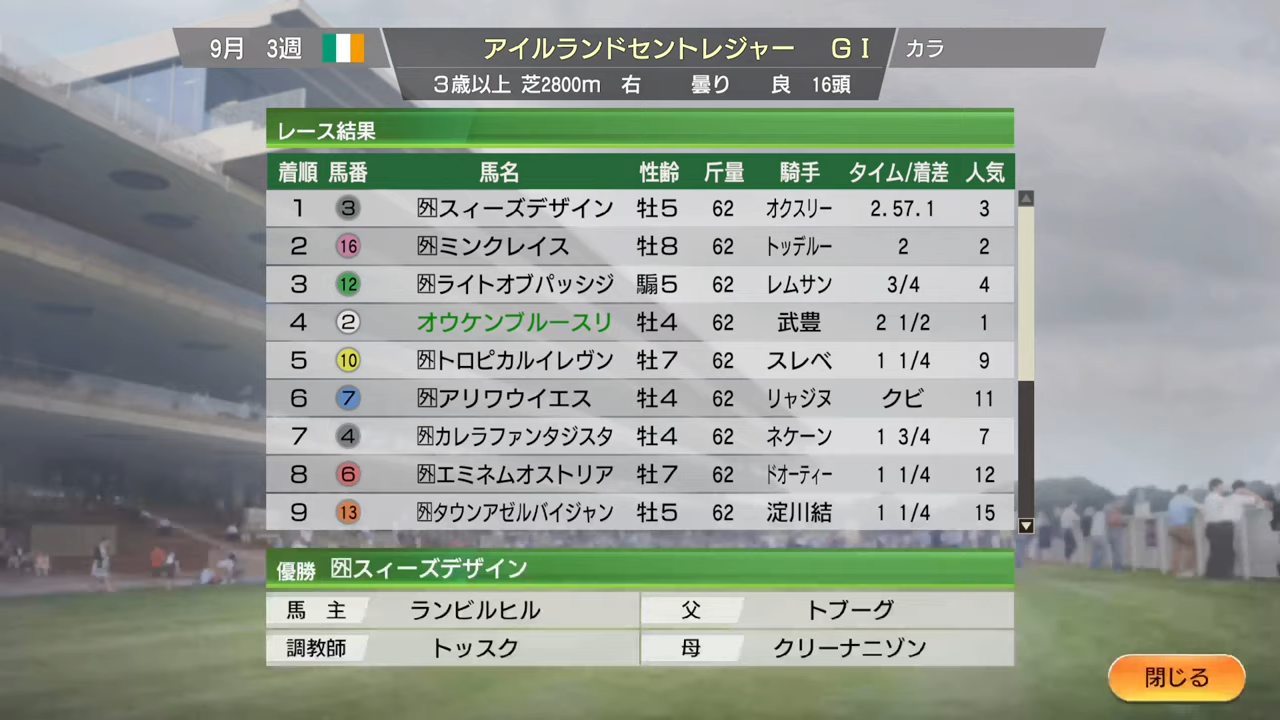 9月 3週 アイルランドセントレジャー GⅠ カラ
3歳以上 芝2800m 右 曇り 良 16頭
レース結果
着順 馬番 馬名 性齢 斤量 騎手 タイム/着差 人気
1 3 外スィーズデザイン 牡5 62 オクスリー 2.57.1 3
2 16 外ミンクレイス 牡8 62 トッデルー 2 2
3 12 外ライトオブパッシジ 騸5 62 レムサン 3/4 4
4 2 オウケンブルースリ 牡4 62 武豊 2 1/2 1
5 10 外トロピカルイレヴン 牡7 62 スレベ 1 1/4 9
6 7 外アリワウイエス 牡4 62 リャジヌ クビ 11
7 4 外カレラファンタジスタ 牡4 62 ネケーン 1 3/4 7
8 6 外エミネムオストリア 牡7 62 ドオーティー 1 1/4 12
9 13 外タウンアゼルバイジャン 牡5 62 淀川結 1 1/4 15
優勝 外スィーズデザイン
馬主 ランビルヒル 父 トブーグ
調教師 トッスク 母 クリーナニゾン
閉じる